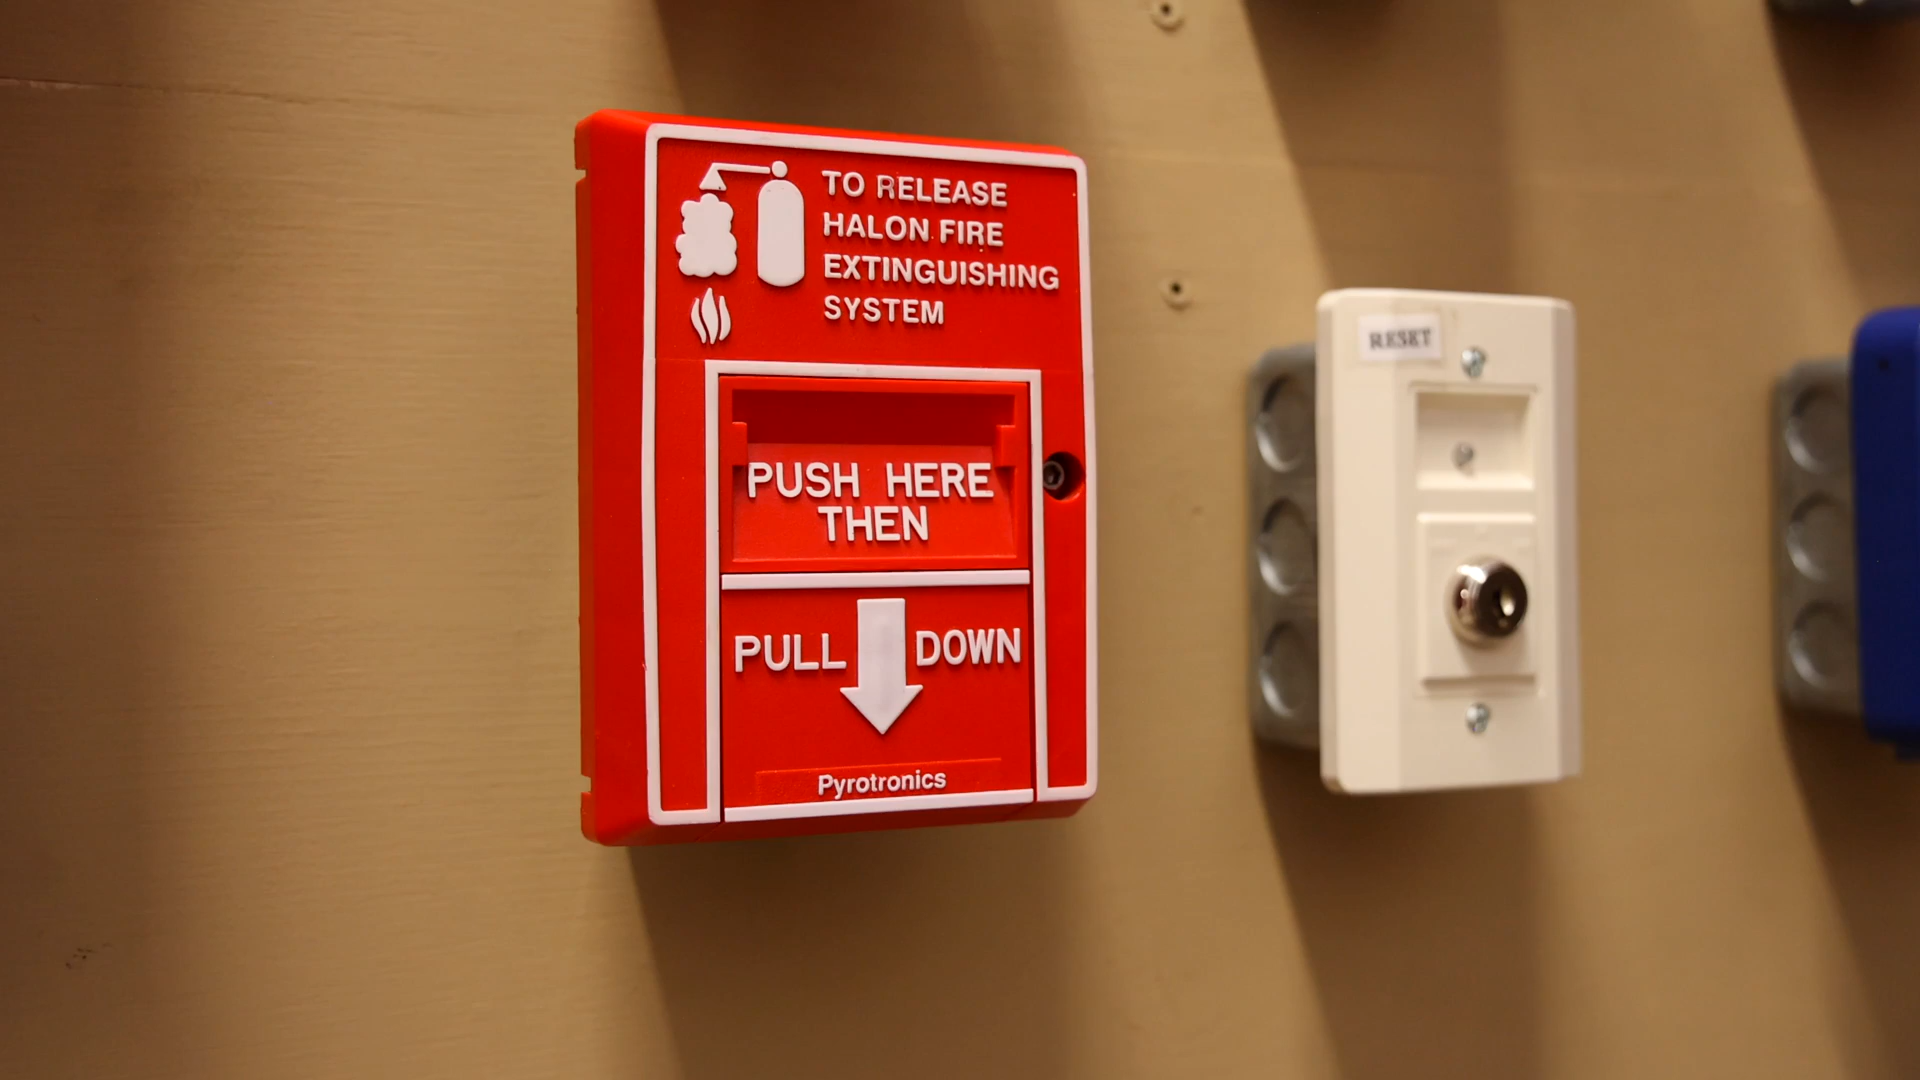 TO RELEASE
HALON FIRE
EXTINGUISHING
SYSTEM
PUSH HERE
THEN
PULL DOWN
Pyrotronics
RESET